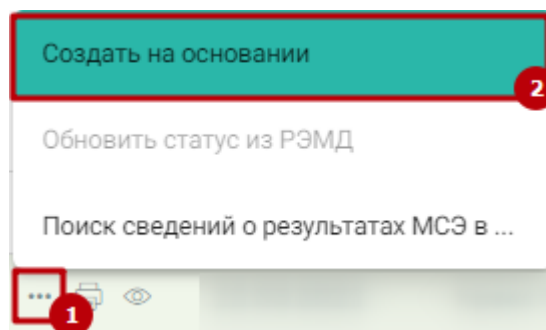 Создать на основании
2
Обновить статус из РЭМД
Поиск сведений о результатах МСЭ в ...
... 1